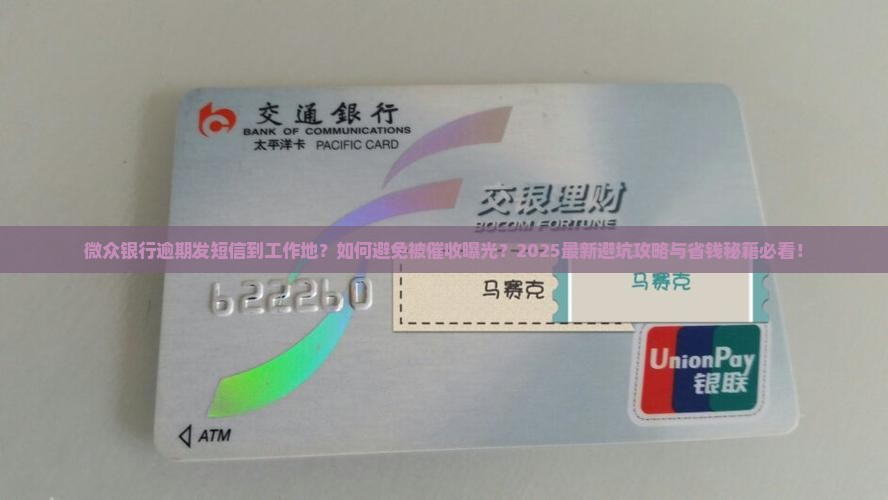 交通銀行
BANK OF COMMUNICATIONS
太平洋卡 PACIFIC CARD
交银理财
BOCOM FORTUNE
微众银行逾期发短信到工作地？如何避免被催收曝光？2025最新避坑攻略与省钱秘籍必看！
622260
马赛克
马赛克
UnionPay
银联
ATM